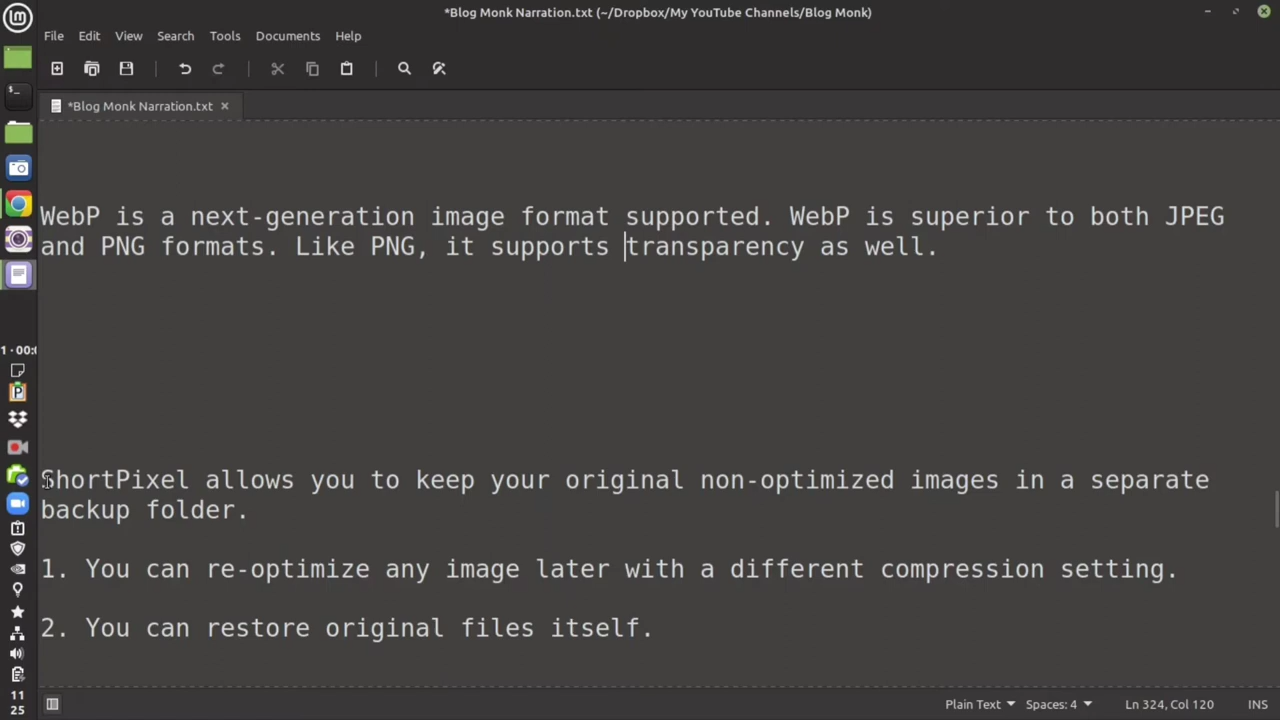 *Blog Monk Narration.txt (~/Dropbox/My YouTube Channels/Blog Monk)
File Edit View Search Tools Documents Help
*Blog Monk Narration.txt
WebP is a next-generation image format supported. WebP is superior to both JPEG
and PNG formats. Like PNG, it supports transparency as well.
1 · 00:0
ShortPixel allows you to keep your original non-optimized images in a separate
backup folder.
1. You can re-optimize any image later with a different compression setting.
2. You can restore original files itself.
11
25
Plain Text Spaces: 4 Ln 324, Col 120 INS